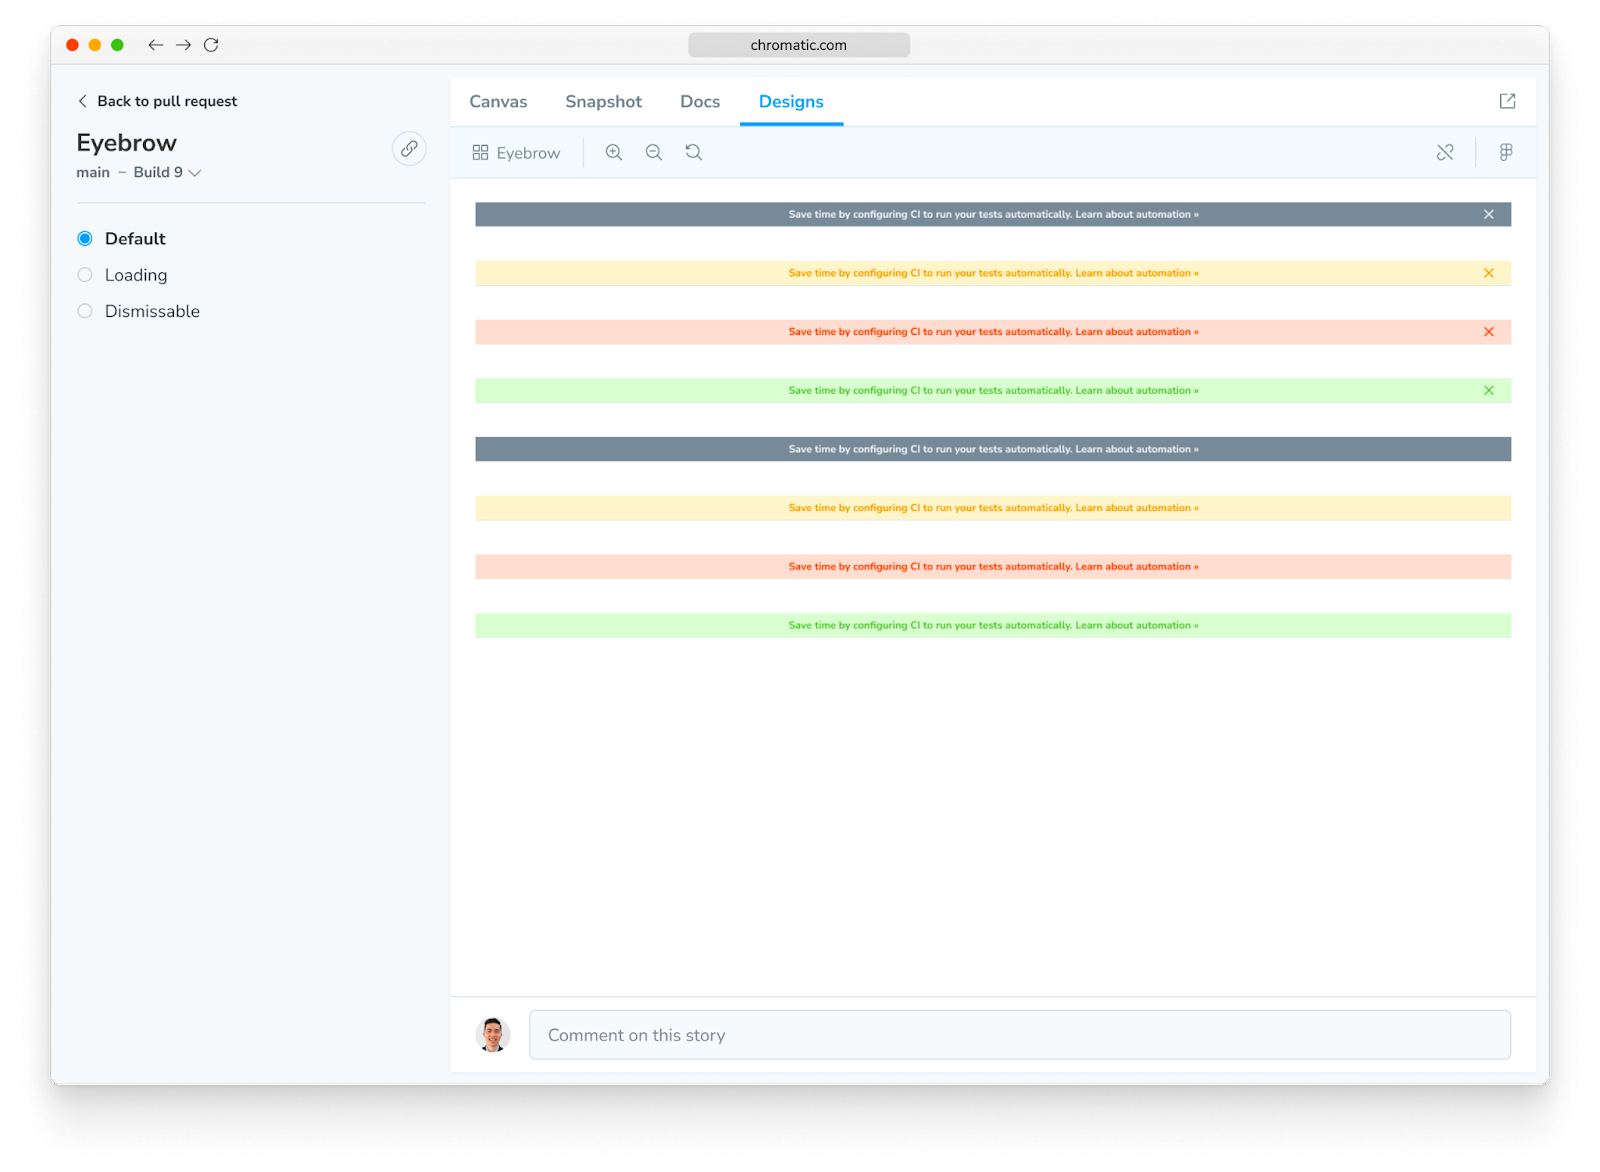 chromatic.com
Back to pull request
Eyebrow
main – Build 9
Default
Loading
Dismissable
Canvas Snapshot Docs Designs
Eyebrow
Save time by configuring CI to run your tests automatically. Learn about automation »
Save time by configuring CI to run your tests automatically. Learn about automation »
Save time by configuring CI to run your tests automatically. Learn about automation »
Save time by configuring CI to run your tests automatically. Learn about automation »
Save time by configuring CI to run your tests automatically. Learn about automation »
Save time by configuring CI to run your tests automatically. Learn about automation »
Save time by configuring CI to run your tests automatically. Learn about automation »
Save time by configuring CI to run your tests automatically. Learn about automation »
Comment on this story